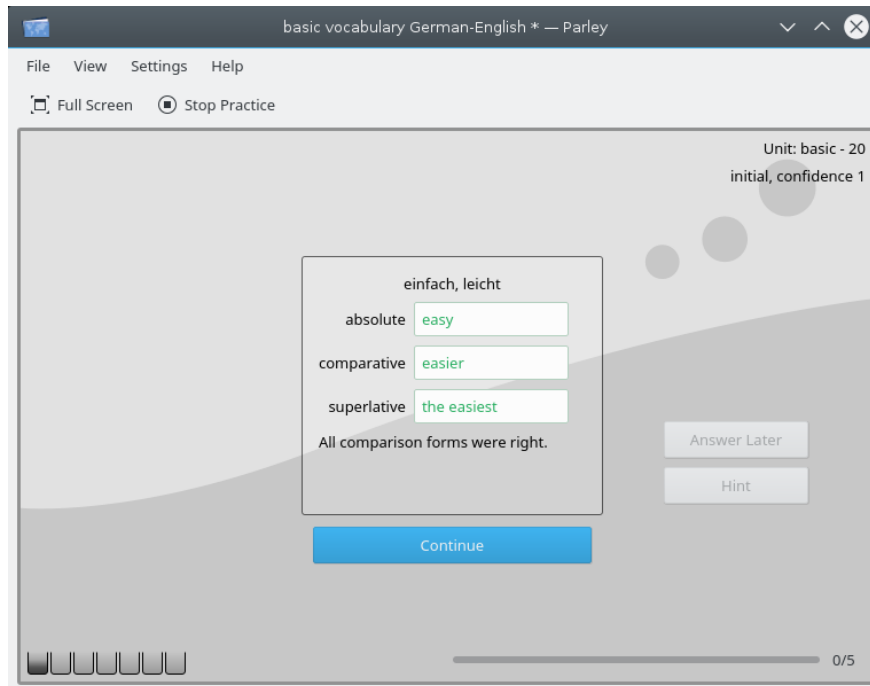 basic vocabulary German-English * — Parley
File View Settings Help
Full Screen Stop Practice
Unit: basic - 20
initial, confidence 1
einfach, leicht
absolute easy
comparative easier
superlative the easiest
All comparison forms were right.
Answer Later
Hint
Continue
0/5